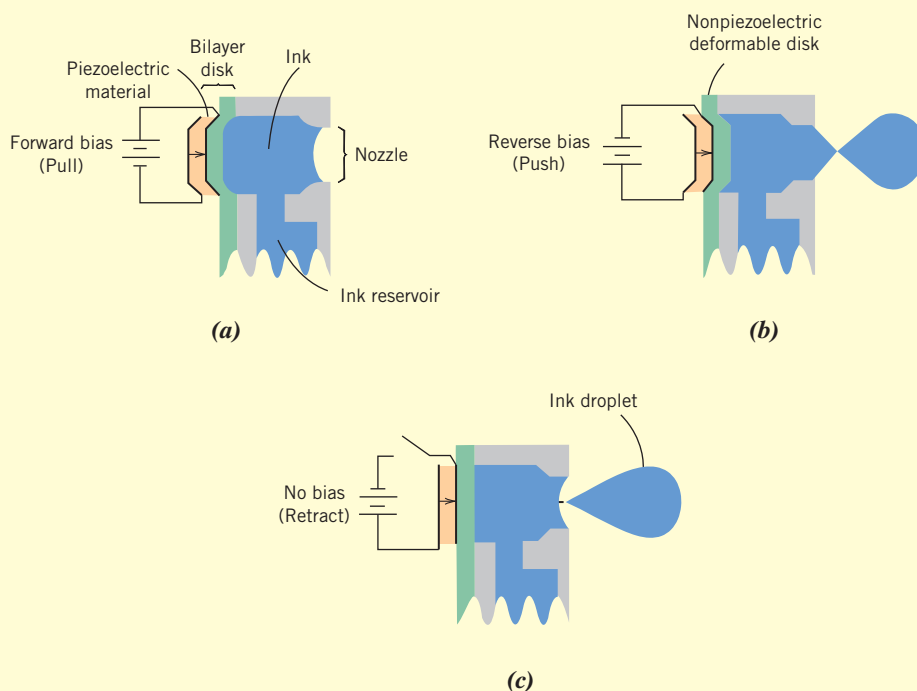 Bilayer
disk
Ink
Piezoelectric
material
Forward bias
(Pull)
Nozzle
Ink reservoir
(a)
Nonpiezoelectric
deformable disk
Reverse bias
(Push)
(b)
Ink droplet
No bias
(Retract)
(c)